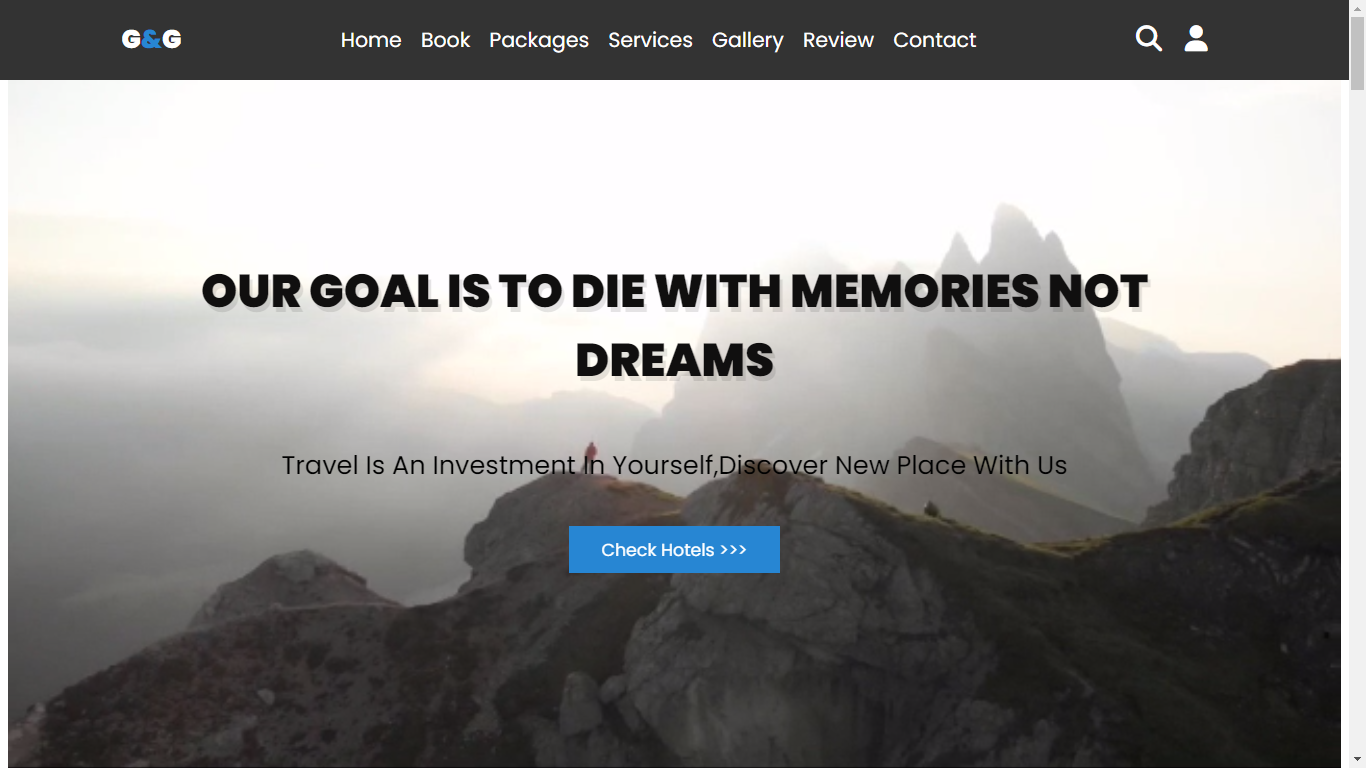 G&G
Home Book Packages Services Gallery Review Contact
OUR GOAL IS TO DIE WITH MEMORIES NOT
DREAMS
Travel Is An Investment In Yourself,Discover New Place With Us
Check Hotels >>>